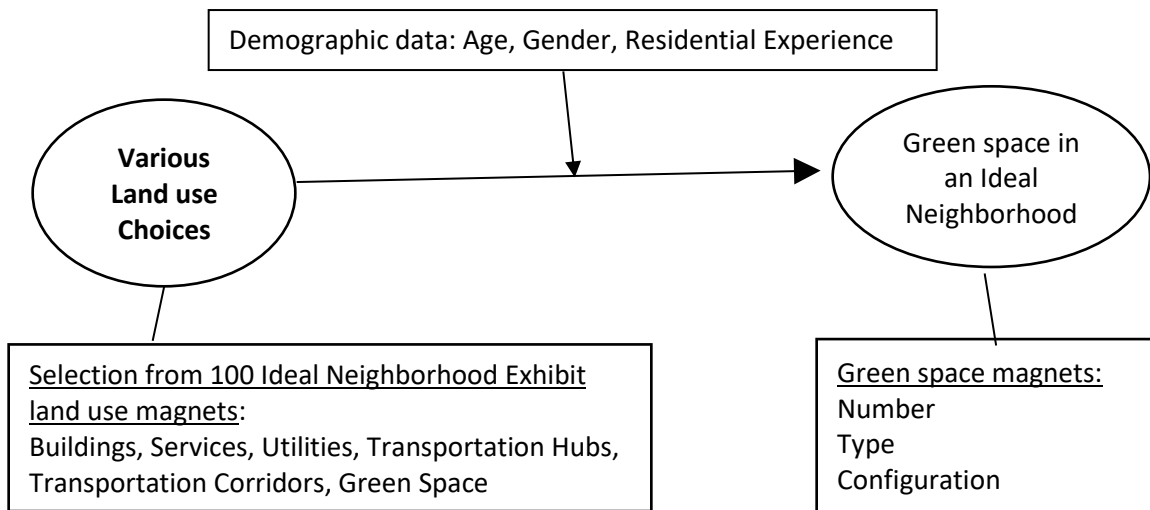 Demographic data: Age, Gender, Residential Experience
Various
Land use
Choices
Green space in
an Ideal
Neighborhood
Selection from 100 Ideal Neighborhood Exhibit
land use magnets:
Buildings, Services, Utilities, Transportation Hubs,
Transportation Corridors, Green Space
Green space magnets:
Number
Type
Configuration